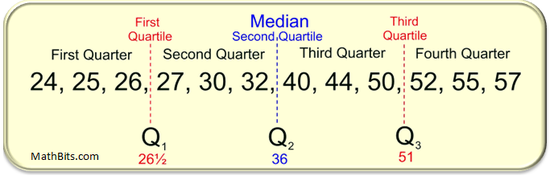 First Quartile
Median
Second Quartile
Third Quartile
First Quarter
Second Quarter
Third Quarter
Fourth Quarter
24, 25, 26, 27, 30, 32, 40, 44, 50, 52, 55, 57
Q1
Q2
Q3
26½
36
51
MathBits.com